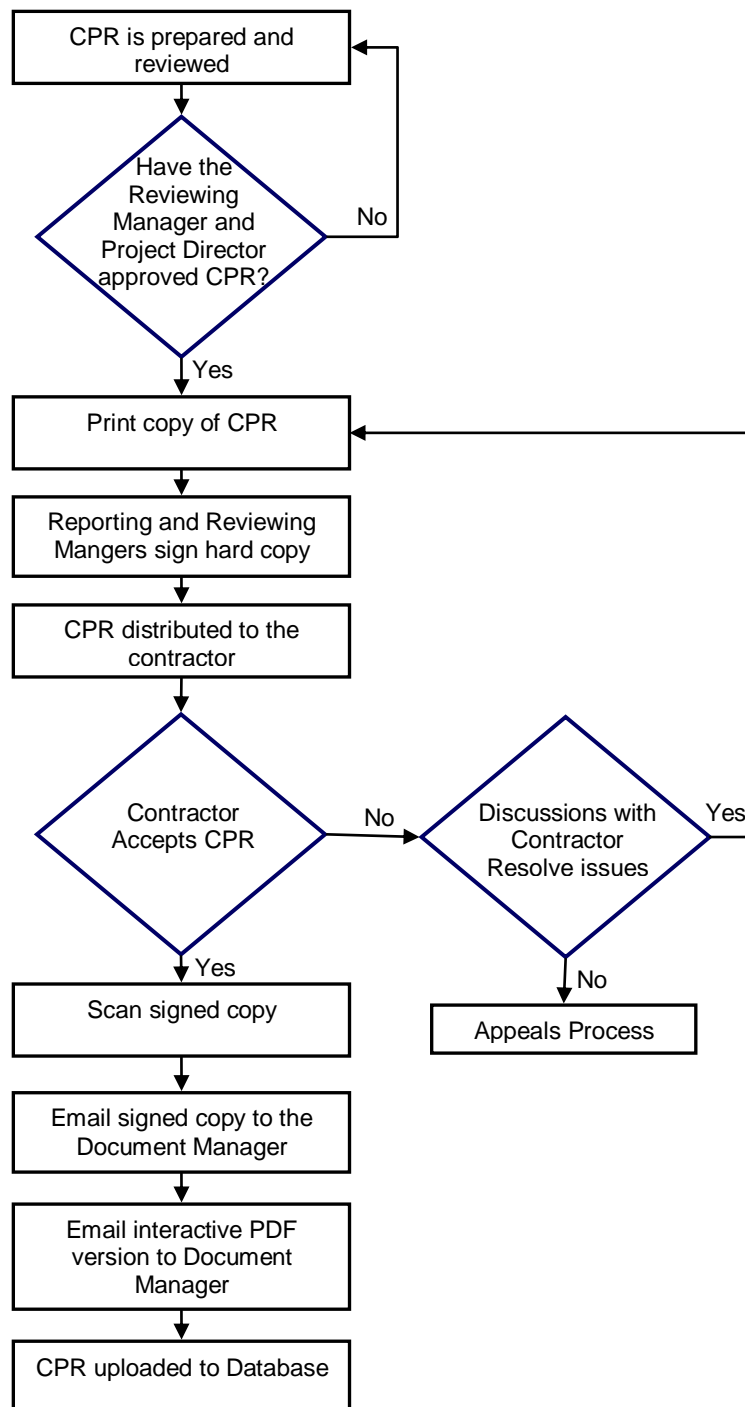 CPR is prepared and
reviewed
Have the
Reviewing
Manager and
Project Director
approved CPR?
No
Yes
Print copy of CPR
Reporting and Reviewing
Mangers sign hard copy
CPR distributed to the
contractor
Contractor
Accepts CPR
No
Discussions with
Contractor
Resolve issues
Yes
Yes
No
Scan signed copy
Appeals Process
Email signed copy to the
Document Manager
Email interactive PDF
version to Document
Manager
CPR uploaded to Database